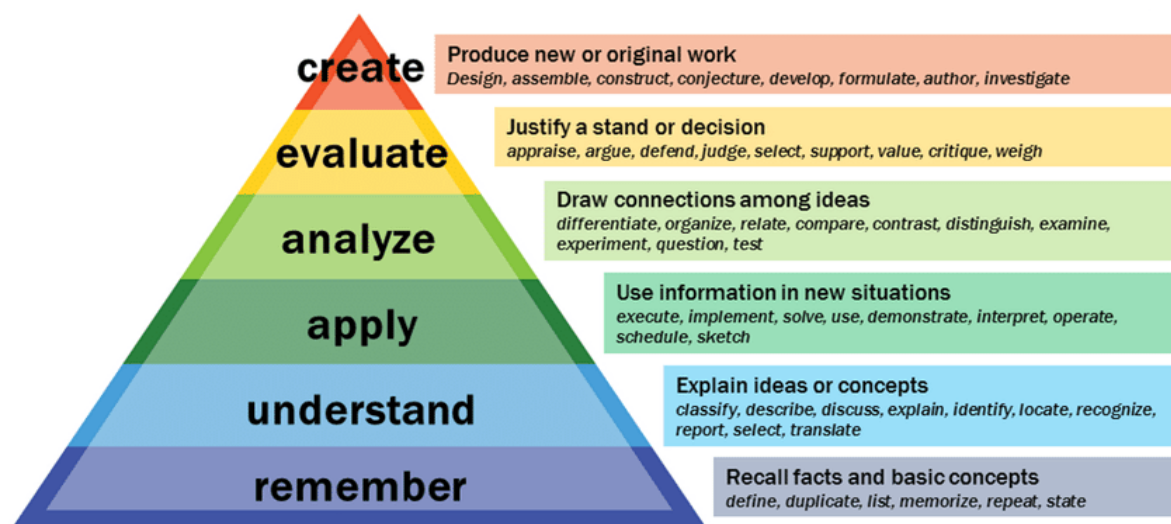 create
Produce new or original work
Design, assemble, construct, conjecture, develop, formulate, author, investigate
evaluate
Justify a stand or decision
appraise, argue, defend, judge, select, support, value, critique, weigh
analyze
Draw connections among ideas
differentiate, organize, relate, compare, contrast, distinguish, examine,
experiment, question, test
apply
Use information in new situations
execute, implement, solve, use, demonstrate, interpret, operate,
schedule, sketch
understand
Explain ideas or concepts
classify, describe, discuss, explain, identify, locate, recognize,
report, select, translate
remember
Recall facts and basic concepts
define, duplicate, list, memorize, repeat, state